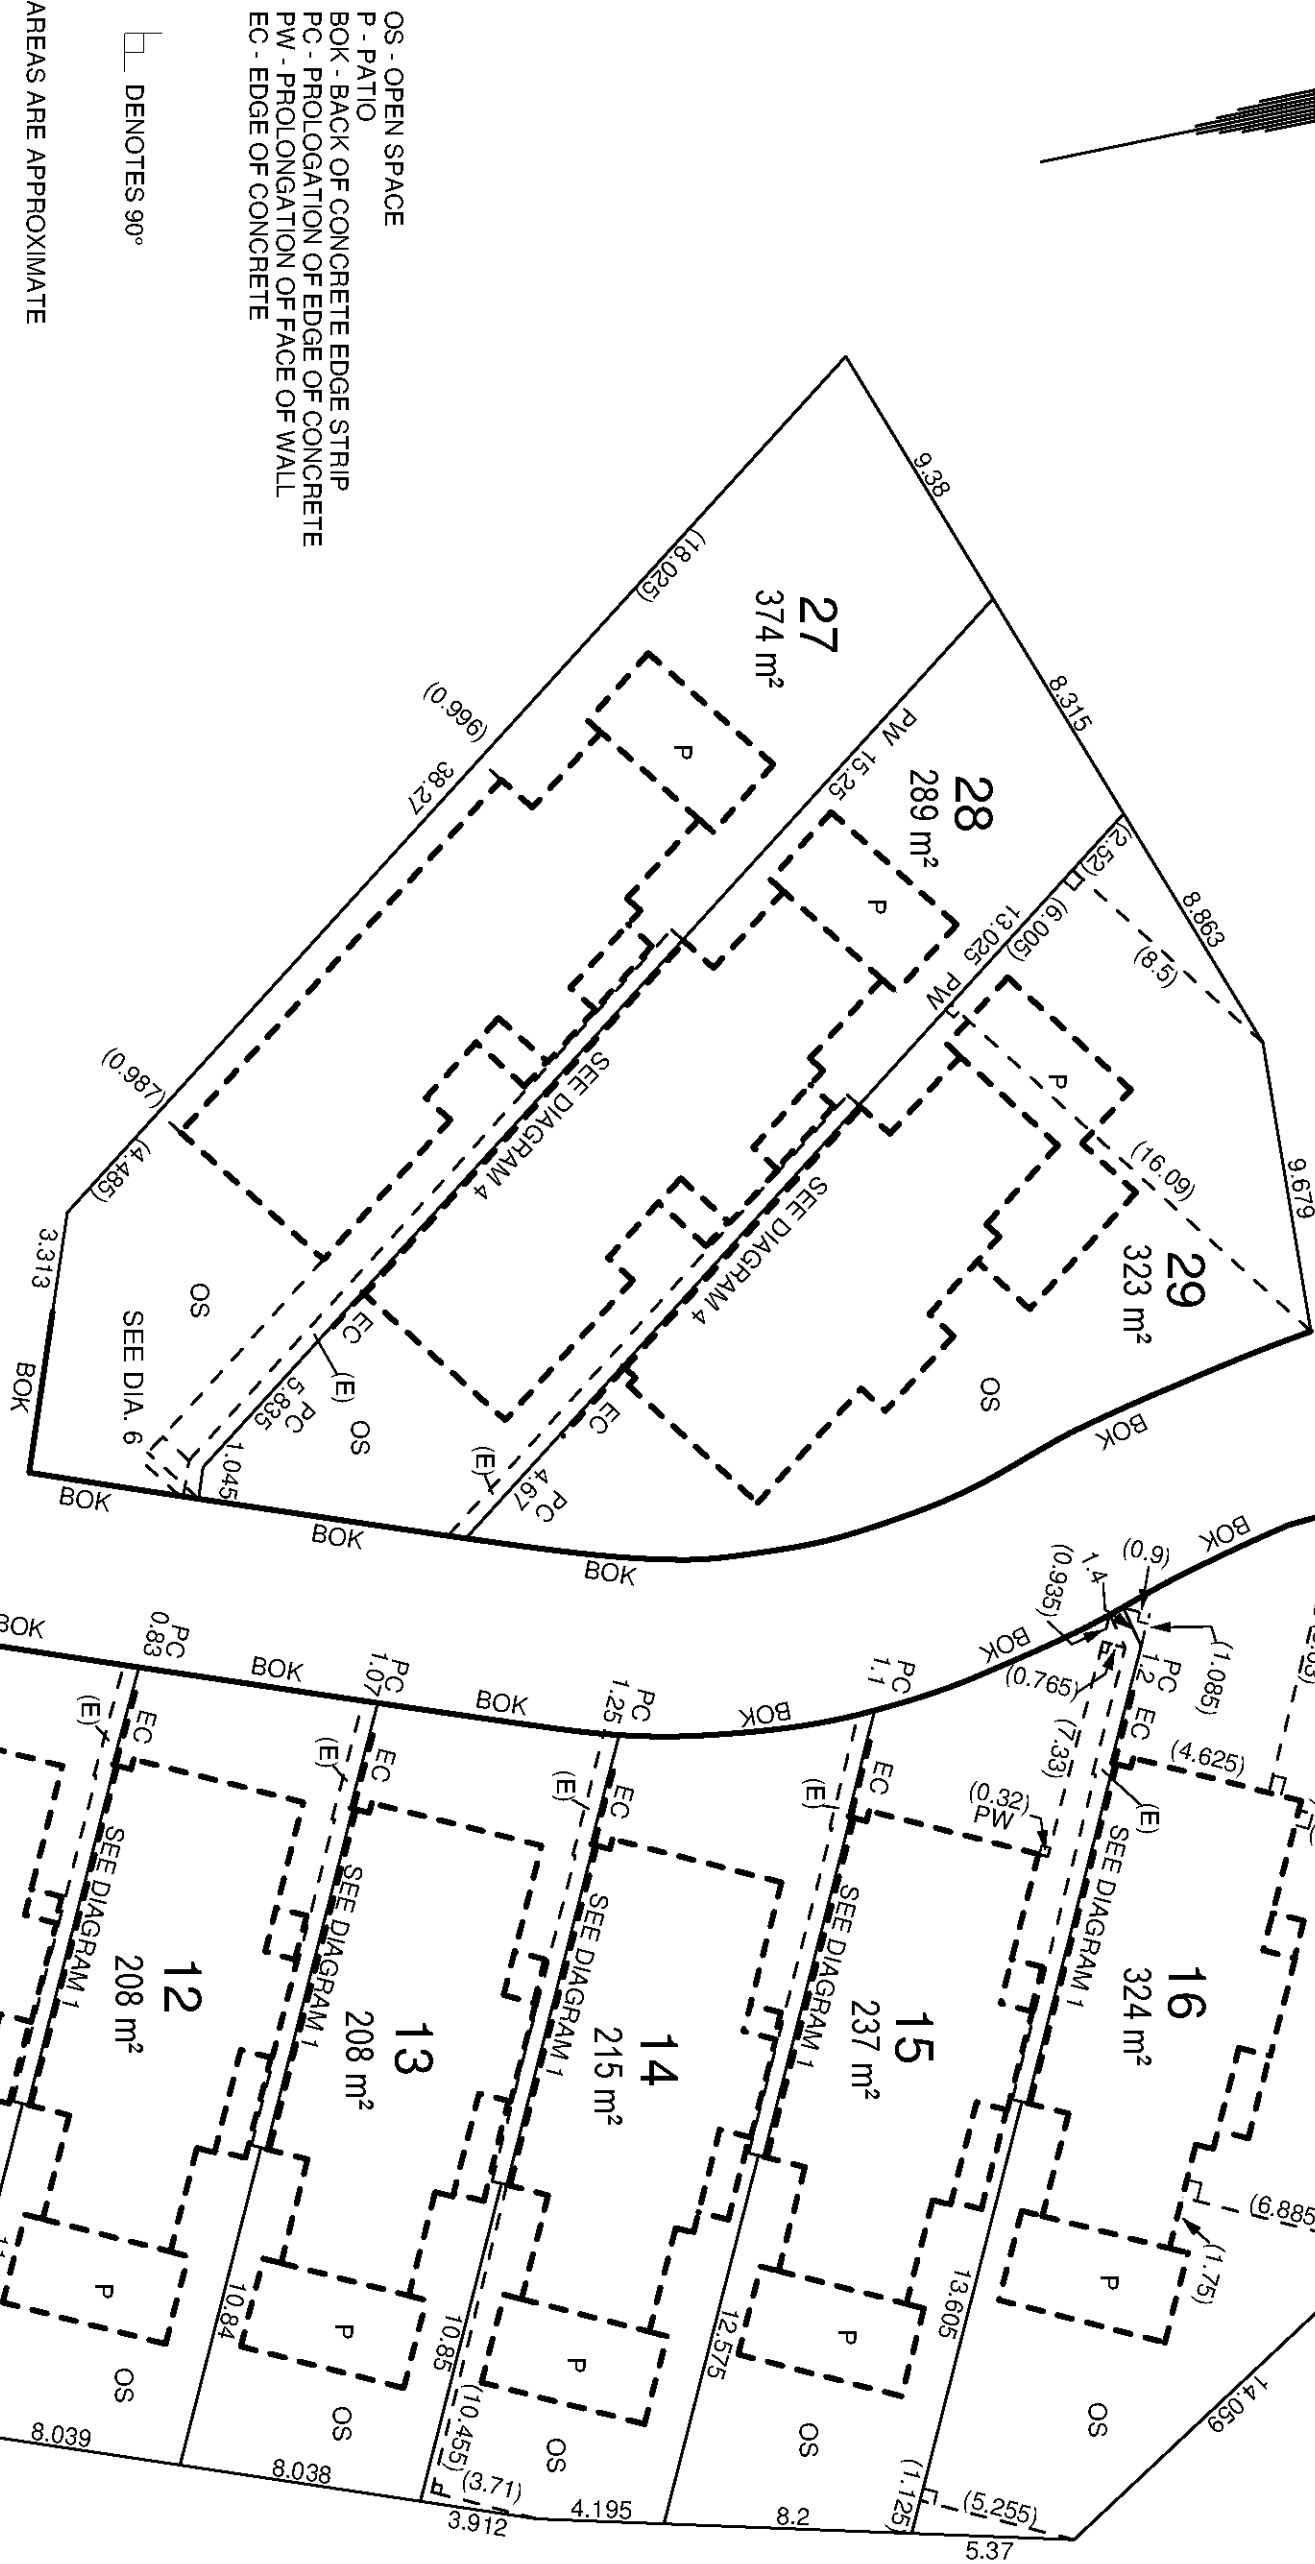 OS - OPEN SPACE
P - PATIO
BOK - BACK OF CONCRETE EDGE STRIP
PC - PROLOGATION OF EDGE OF CONCRETE
PW - PROLONGATION OF FACE OF WALL
EC - EDGE OF CONCRETE
DENOTES 90°
AREAS ARE APPROXIMATE
9.38
(18.025)
27
374 m²
P
(0.996)
38.27
(0.987)
(4.485)
3.313
BOK
OS
SEE DIA. 6
BOK
8.315
PW 15.25
28
289 m²
P
SEE DIAGRAM 4
EC
(E)
OS
PC
5.835
1.045
BOK
8.863
(2.52)
(6.005)
13.025
PW
(8.5)
P
(16.09)
9.679
29
323 m²
SEE DIAGRAM 4
OS
EC
(E)
PC
4.67
BOK
BOK
BOK
(0.9)
1.4
(0.935)
BOK
(0.765)
(1.085)
PC
1.2
EC
(4.625)
(7.33)
(E)
(0.32)
PW
SEE DIAGRAM 1
16
324 m²
(6.885
(1.75)
P
14.059
OS
13.605
(1.125)
(5.255)
5.37
PC
1.1
BOK
EC
(E)
SEE DIAGRAM 1
15
237 m²
P
12.575
OS
8.2
PC
1.25
BOK
EC
(E)
SEE DIAGRAM 1
14
215 m²
P
10.85
(10.455)
OS
(3.71)
3.912
4.195
PC
1.07
BOK
EC
(E)
SEE DIAGRAM 1
13
208 m²
P
10.84
OS
8.038
PC
0.83
BOK
EC
(E)
SEE DIAGRAM 1
12
208 m²
P
OS
8.039